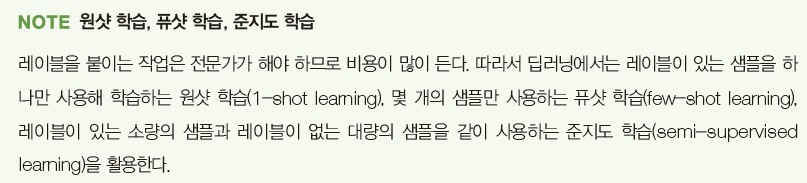 NOTE 원샷 학습, 퓨샷 학습, 준지도 학습
레이블을 붙이는 작업은 전문가가 해야 하므로 비용이 많이 든다. 따라서 딥러닝에서는 레이블이 있는 샘플을 하
나만 사용해 학습하는 원샷 학습(1-shot learning), 몇 개의 샘플만 사용하는 퓨샷 학습(few-shot learning),
레이블이 있는 소량의 샘플과 레이블이 없는 대량의 샘플을 같이 사용하는 준지도 학습(semi-supervised
learning)을 활용한다.